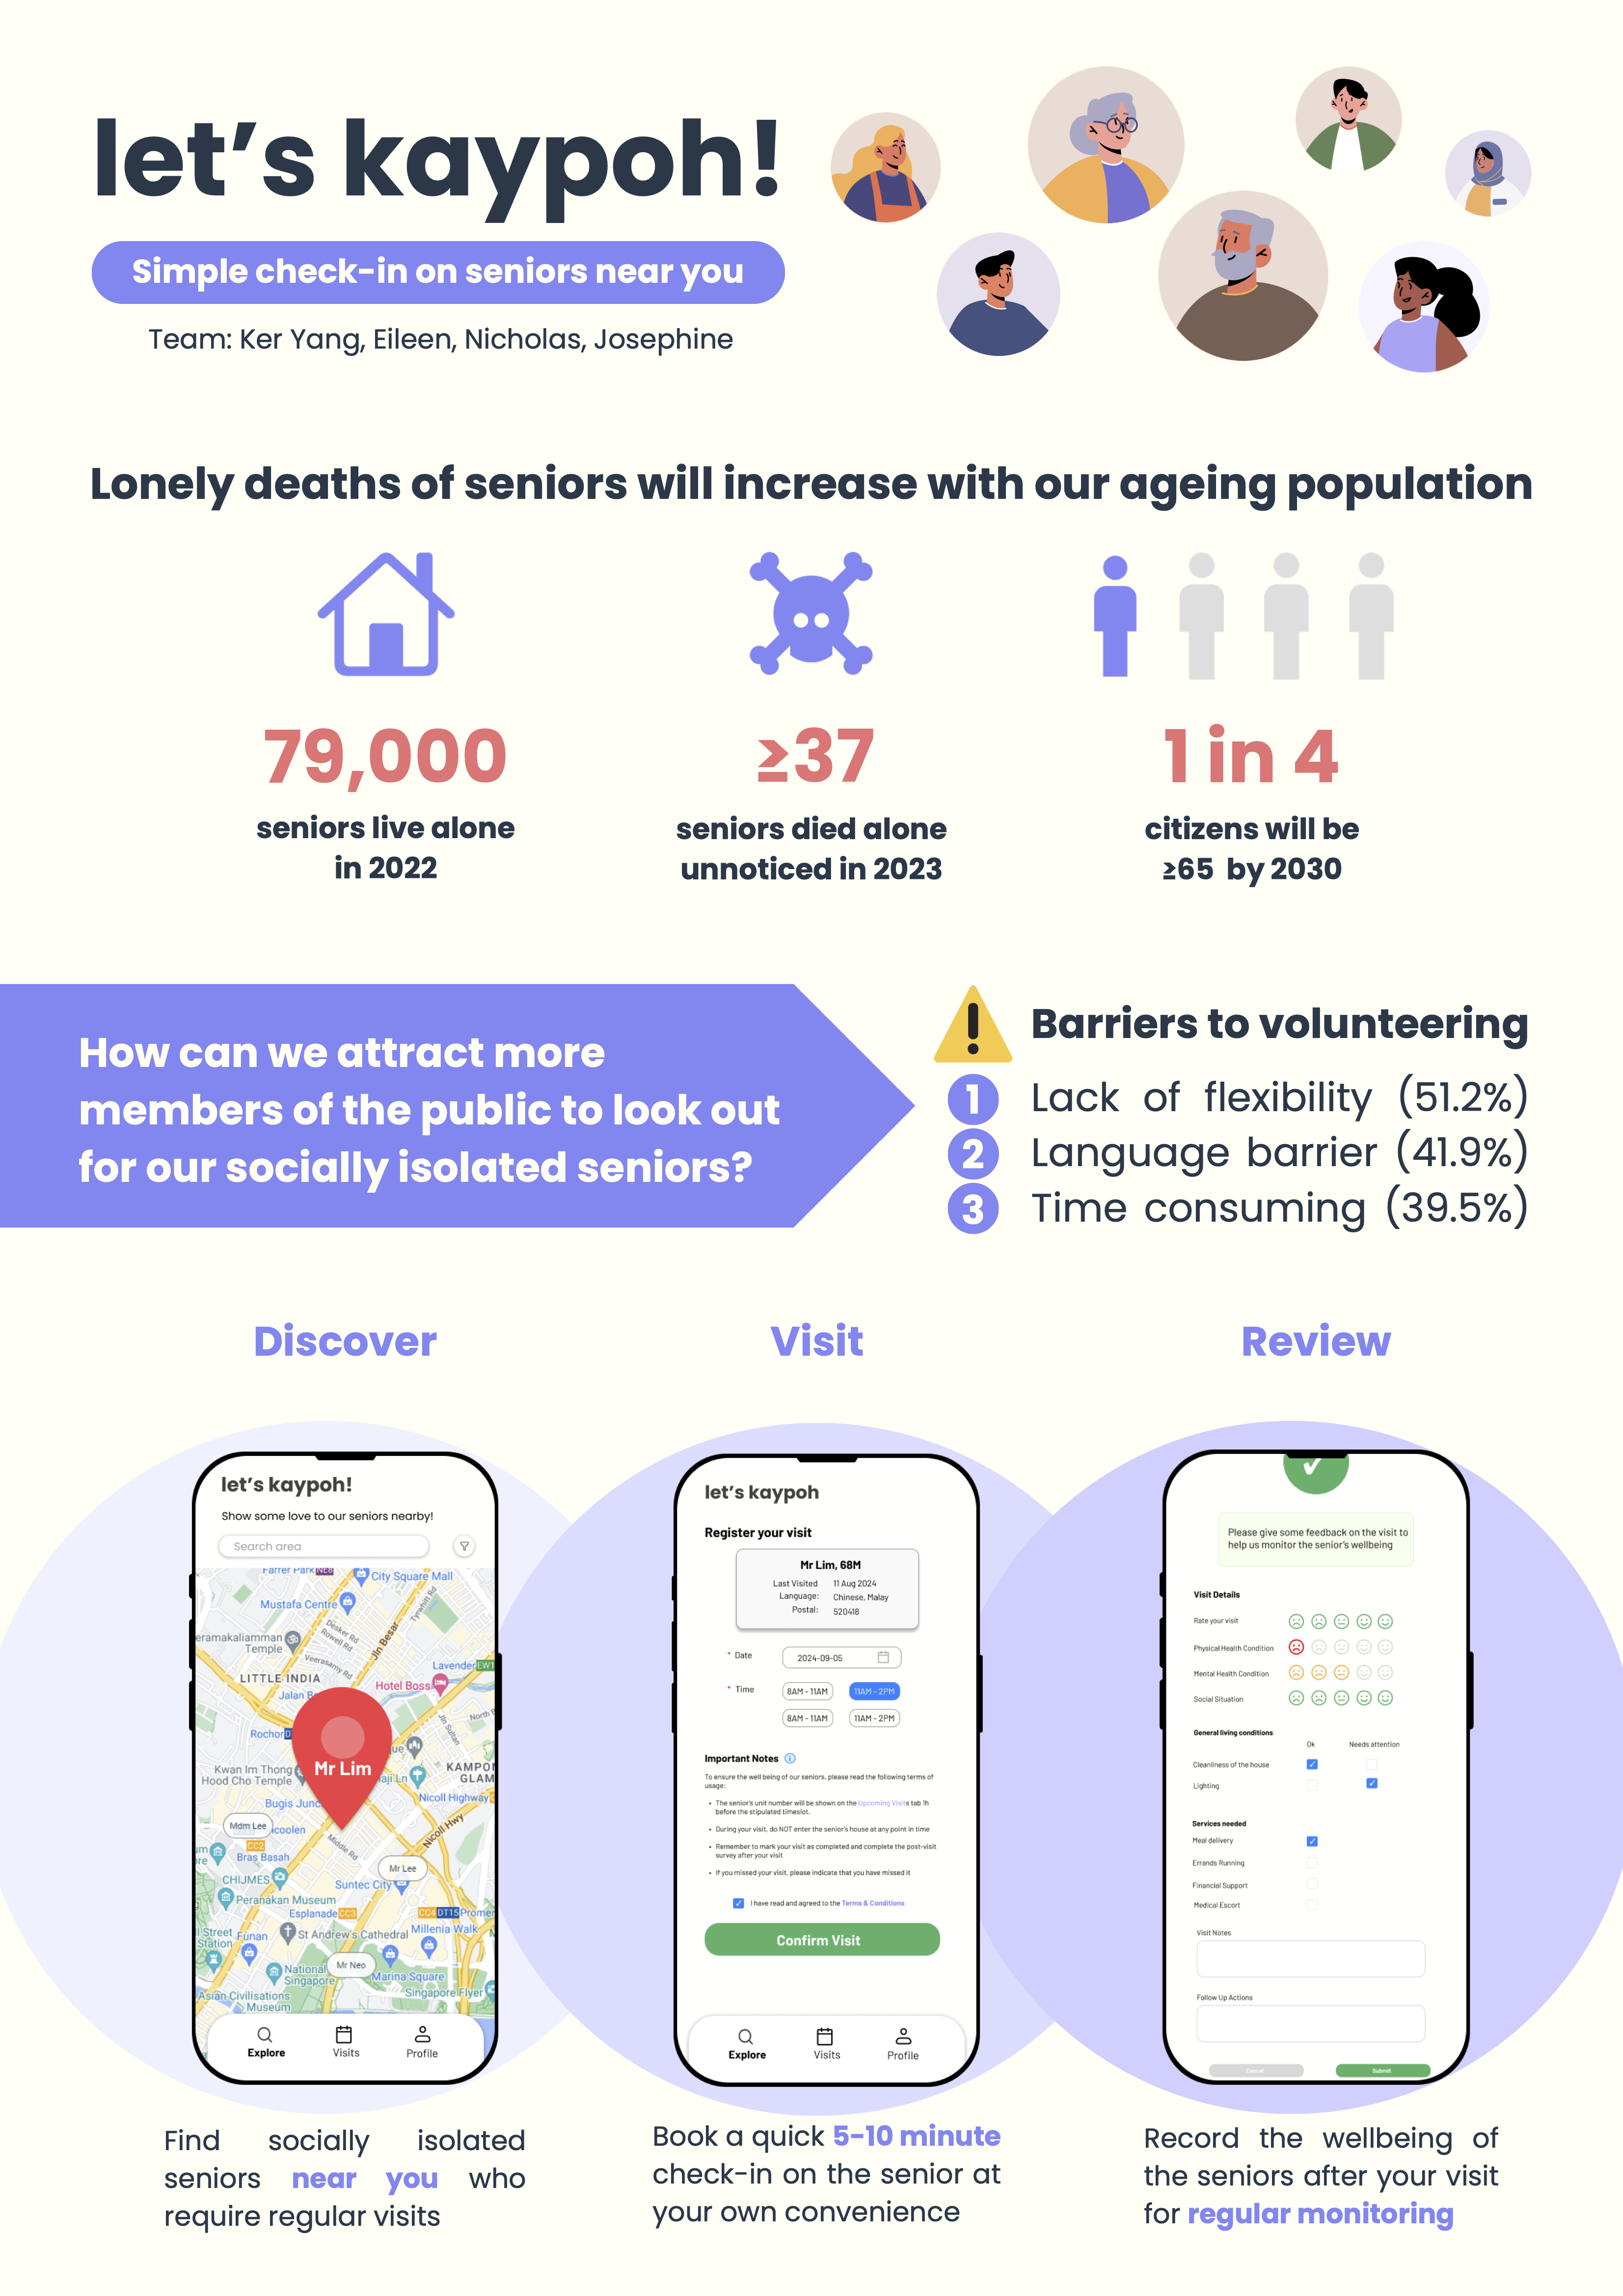 let's kaypoh!
Simple check-in on seniors near you
Team: Ker Yang, Eileen, Nicholas, Josephine
Lonely deaths of seniors will increase with our ageing population
79,000
seniors live alone
in 2022
≥37
seniors died alone
unnoticed in 2023
1 in 4
citizens will be
≥65 by 2030
How can we attract more
members of the public to look out
for our socially isolated seniors?
Barriers to volunteering
1 Lack of flexibility (51.2%)
2 Language barrier (41.9%)
3 Time consuming (39.5%)
Discover
let's kaypoh!
Show some love to our seniors nearby!
Search area
Farrer Park NE8
City Square Mall
Mustafa Centre
Tyrwhitt Rd
Desker Rd
Rowell Rd
eramakaliamman
Temple
Veerasamy Rd
Jln Besar
Lavender EW1
LITTLE INDIA
Hotel Boss
Jalan B
North B
Rochor D
Jln Sultan
ue
Kwan Im Thong
Hood Cho Temple
Mr Lim
aji Ln
KAMPO
GLAM
Bugis Junc
Nicoll Highway
Mdm Lee
coolen
CC2
Bras Basah
Middle Rd
Nicoll Hwy
um
re
Mr Lee
CHIJMES
Suntec City
Peranakan Museum
Esplanade CC3
CC4 DT15 Prome
ll Street
Station
Funan
St Andrew's Cathedral
Millenia Walk
National
Singapore
Mr Neo
Marina Square
Asian Civilisations
Museum
Singapore Flyer
Explore
Visits
Profile
Find socially isolated
seniors near you who
require regular visits
Visit
let's kaypoh
Register your visit
Mr Lim, 68M
Last Visited 11 Aug 2024
Language: Chinese, Malay
Postal: 520418
* Date 2024-09-05
* Time 8AM - 11AM 11AM - 2PM
8AM - 11AM 11AM - 2PM
Important Notes
To ensure the well being of our seniors, please read the following terms of
usage:
• The senior's unit number will be shown on the Upcoming Visits tab 1h
before the stipulated timeslot.
• During your visit, do NOT enter the senior's house at any point in time
• Remember to mark your visit as completed and complete the post-visit
survey after your visit
• If you missed your visit, please indicate that you have missed it
I have read and agreed to the Terms & Conditions
Confirm Visit
Explore
Visits
Profile
Book a quick 5-10 minute
check-in on the senior at
your own convenience
Review
Please give some feedback on the visit to
help us monitor the senior's wellbeing
Visit Details
Rate your visit
Physical Health Condition
Mental Health Condition
Social Situation
General living conditions
Ok Needs attention
Cleanliness of the house
Lighting
Services needed
Meal delivery
Errands Running
Financial Support
Medical Escort
Visit Notes
Follow Up Actions
Cancel Submit
Record the wellbeing of
the seniors after your visit
for regular monitoring